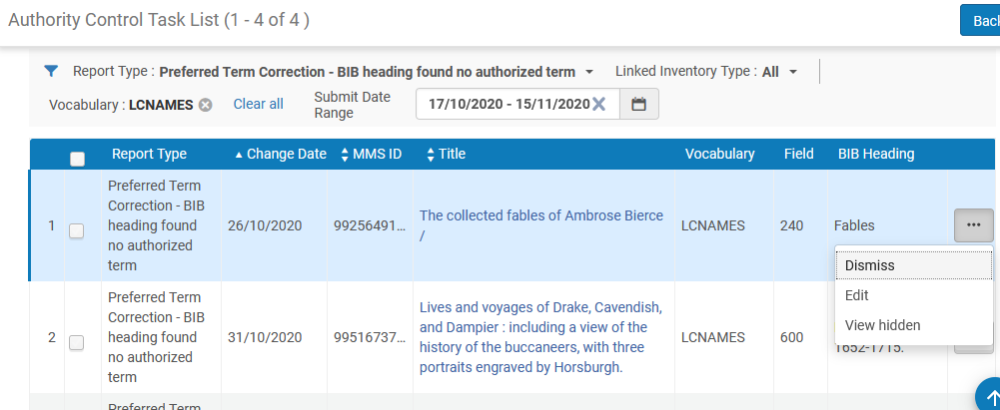 Authority Control Task List (1 - 4 of 4 )
Back
Report Type : Preferred Term Correction - BIB heading found no authorized term
Linked Inventory Type : All
Vocabulary : LCNAMES
Clear all
Submit Date
Range
17/10/2020 - 15/11/2020
Report Type
Change Date
MMS ID
Title
Vocabulary
Field
BIB Heading
1
Preferred Term
Correction - BIB
heading found
no authorized
term
26/10/2020
99256491...
The collected fables of Ambrose Bierce
/
LCNAMES
240
Fables
Dismiss
Edit
View hidden
2
Preferred Term
Correction - BIB
heading found
no authorized
term
31/10/2020
99516737...
Lives and voyages of Drake, Cavendish,
and Dampier : including a view of the
history of the buccaneers, with three
portraits engraved by Horsburgh.
LCNAMES
600
1652-1715.
Preferred Term